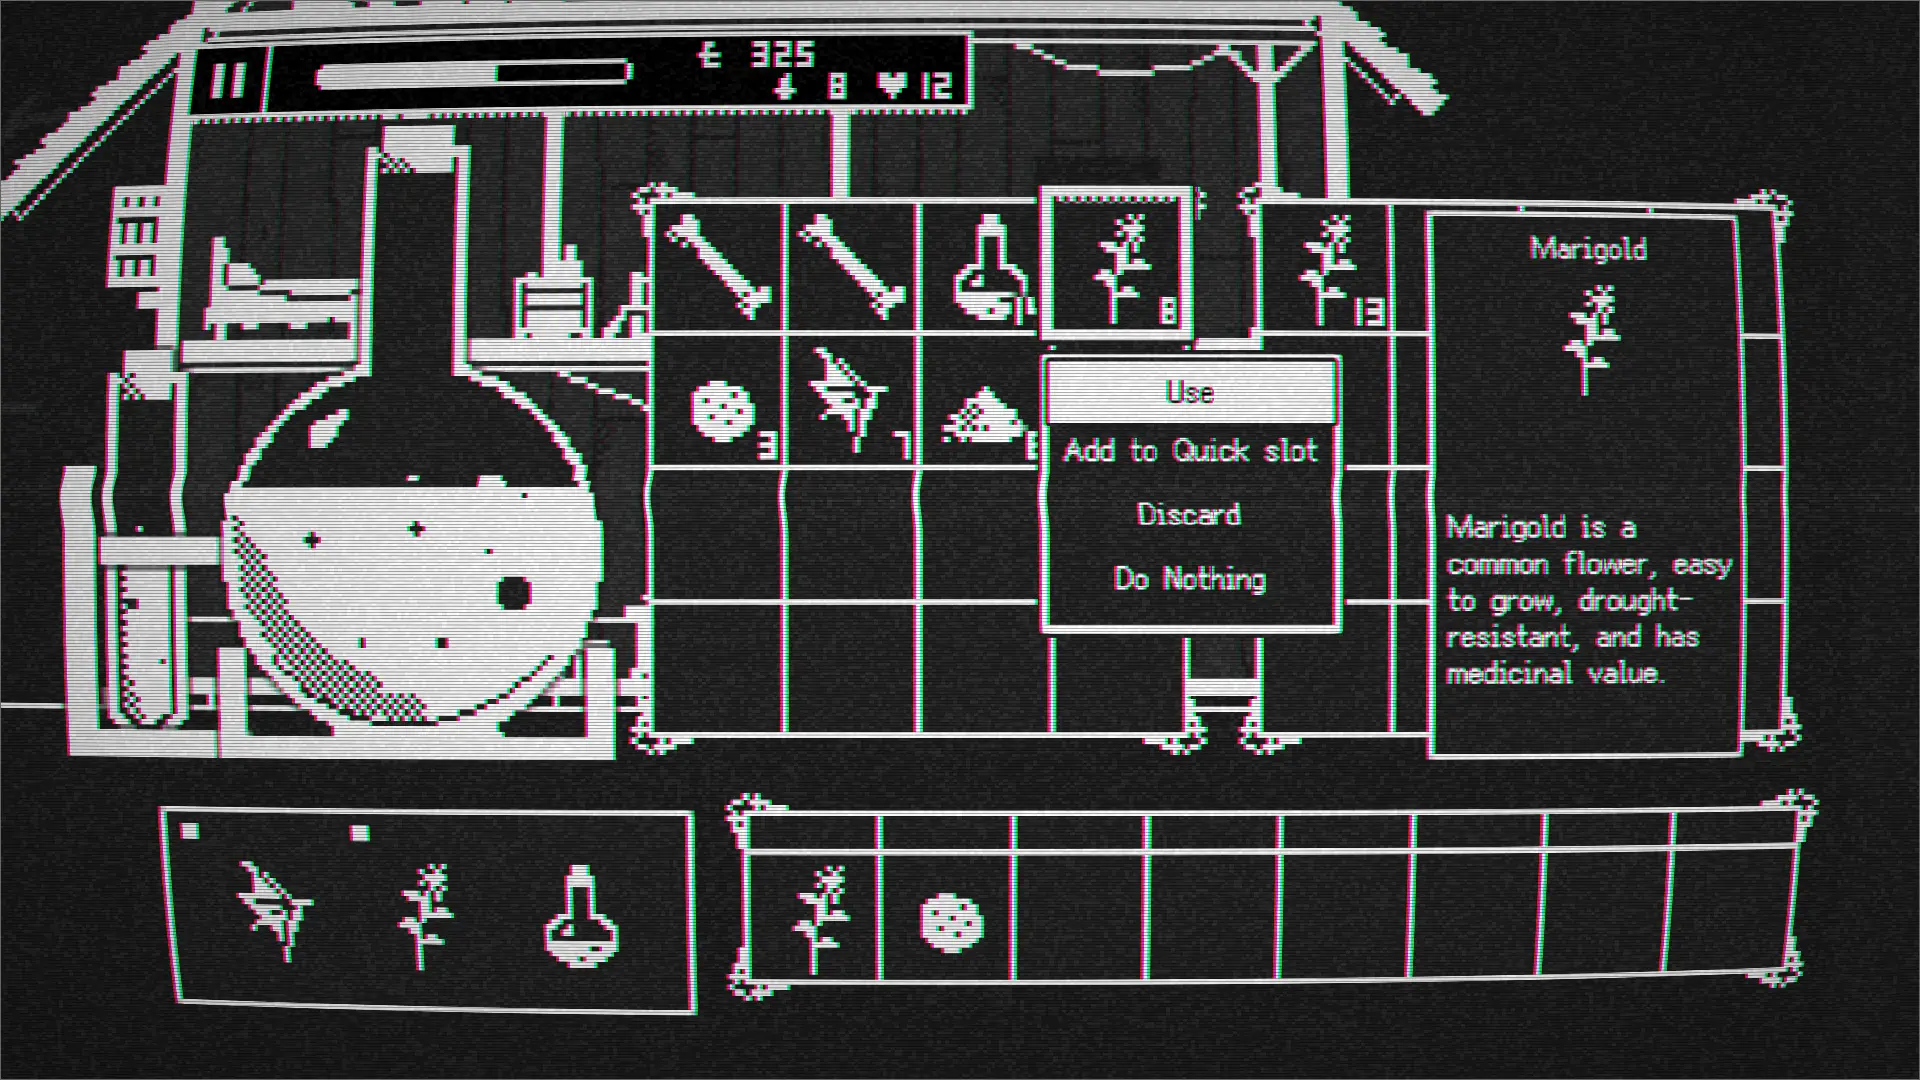 325
8 12
8
13
3
7
Use
Add to Quick slot
Discard
Do Nothing
Marigold
Marigold is a
common flower, easy
to grow, drought-
resistant, and has
medicinal value.